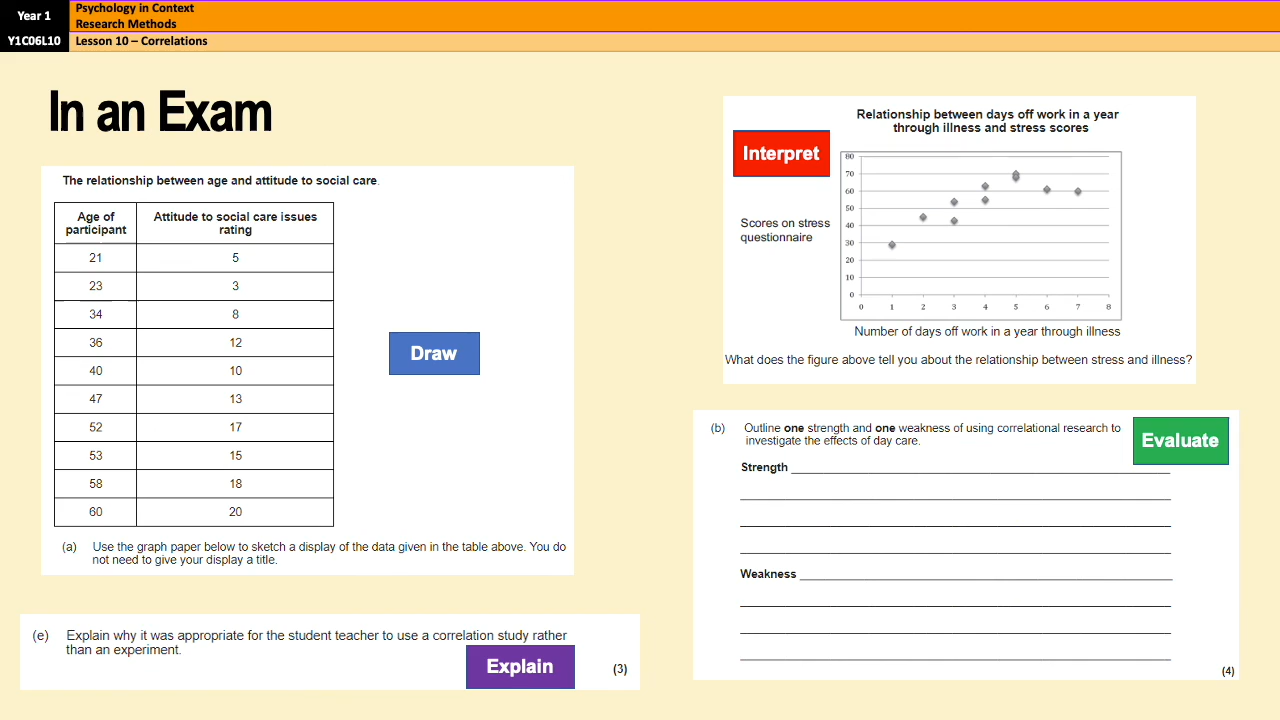 Year 1
Psychology in Context
Research Methods
Y1C06L10
Lesson 10 – Correlations
In an Exam
The relationship between age and attitude to social care.
Age of participant
Attitude to social care issues rating
21 5
23 3
34 8
36 12
40 10
47 13
52 17
53 15
58 18
60 20
Draw
(a) Use the graph paper below to sketch a display of the data given in the table above. You do
not need to give your display a title.
(e) Explain why it was appropriate for the student teacher to use a correlation study rather
than an experiment.
Explain
(3)
Relationship between days off work in a year
through illness and stress scores
Interpret
Scores on stress
questionnaire
80
70
60
50
40
30
20
10
0
0 1 2 3 4 5 6 7 8
Number of days off work in a year through illness
What does the figure above tell you about the relationship between stress and illness?
(b) Outline one strength and one weakness of using correlational research to
investigate the effects of day care.
Evaluate
Strength
Weakness
(4)